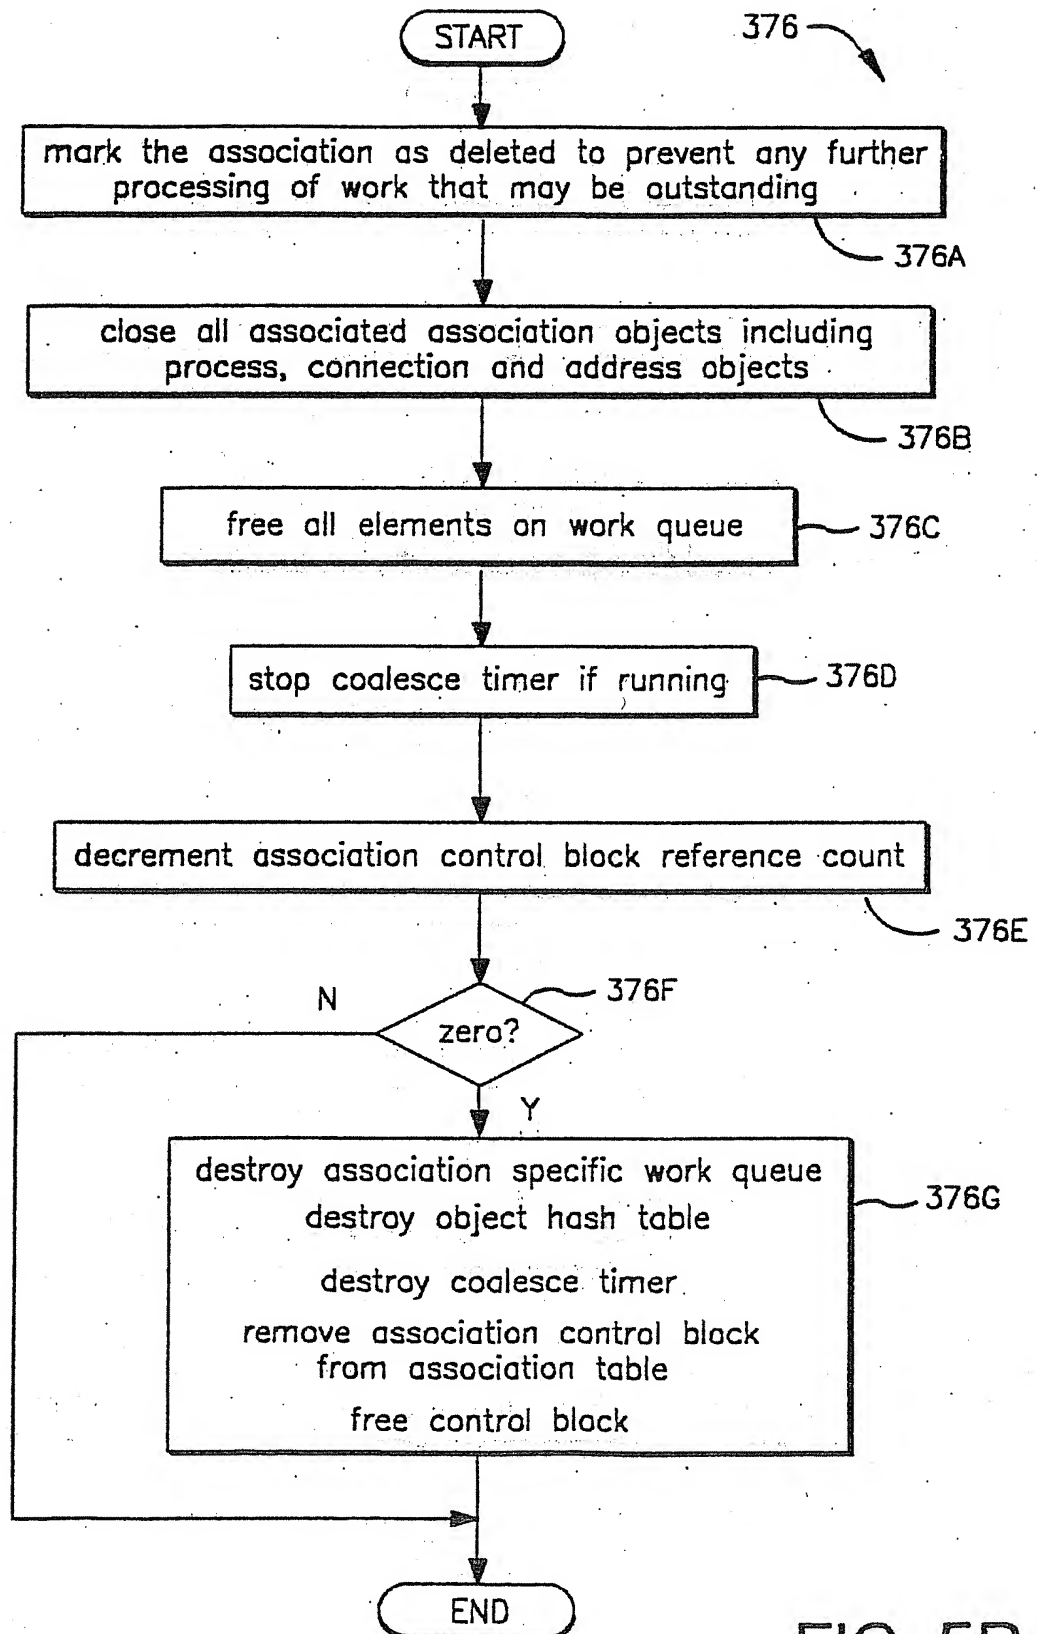 START
376
mark the association as deleted to prevent any further
processing of work that may be outstanding
376A
close all associated association objects including
process, connection and address objects
376B
free all elements on work queue
376C
stop coalesce timer if running
376D
decrement association control block reference count
376E
376F
N
zero?
Y
destroy association specific work queue
376G
destroy object hash table
destroy coalesce timer
remove association control block
from association table
free control block
END